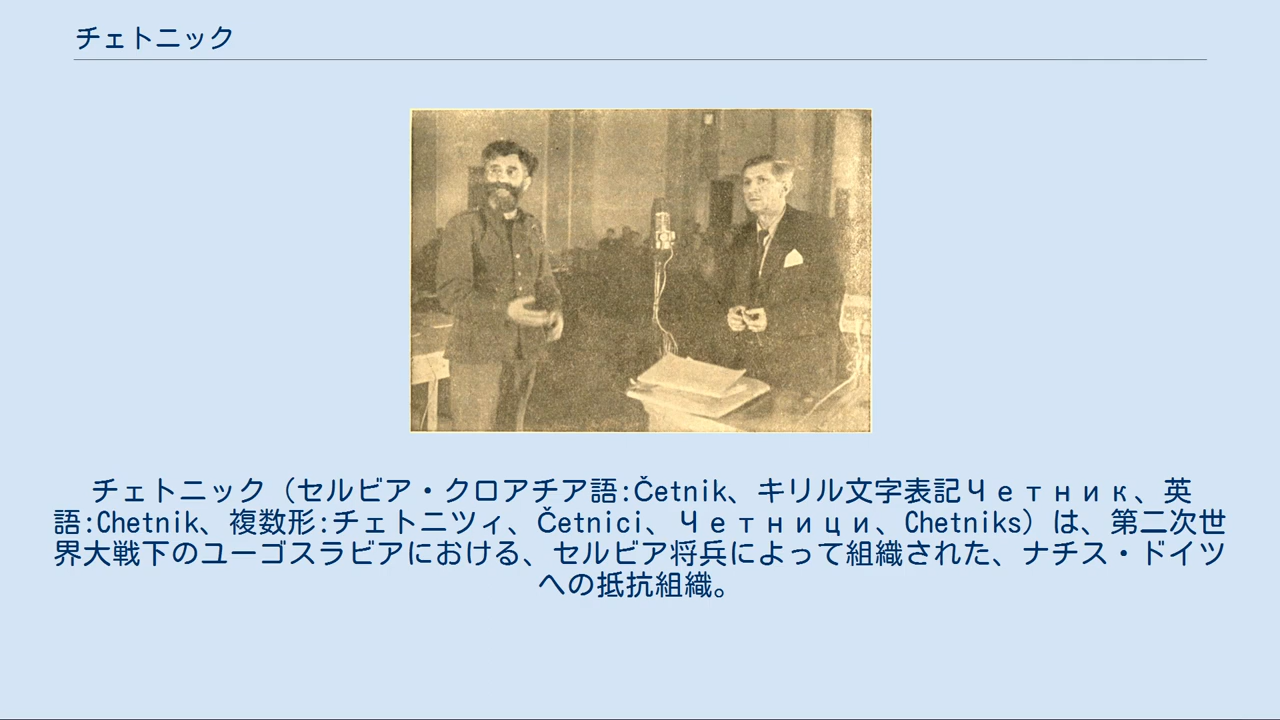 チェトニック
チェトニック（セルビア・クロアチア語:Četnik、キリル文字表記Четник、英
語:Chetnik、複数形:チェトニツィ、Četnici、Четници、Chetniks）は、第二次世
界大戦下のユーゴスラビアにおける、セルビア将兵によって組織された、ナチス・ドイツ
への抵抗組織。